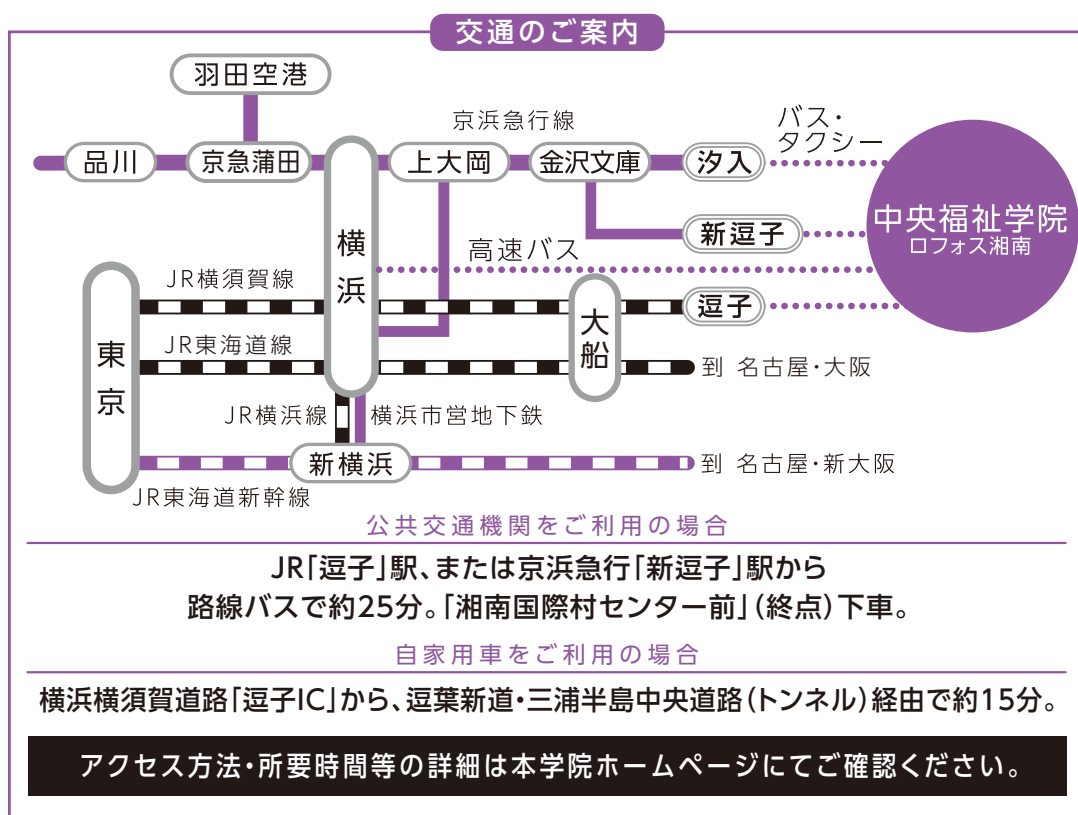 交通のご案内
羽田空港
京浜急行線
バス・
タクシー
品川
京急蒲田
上大岡
金沢文庫
汐入
横浜
新逗子
中央福祉学院
ロフォス湘南
高速バス
JR横須賀線
逗子
大船
東京
JR東海道線
到 名古屋・大阪
JR横浜線
横浜市営地下鉄
新横浜
到 名古屋・新大阪
JR東海道新幹線
公共交通機関をご利用の場合
JR「逗子」駅、または京浜急行「新逗子」駅から
路線バスで約25分。「湘南国際村センター前」(終点)下車。
自家用車をご利用の場合
横浜横須賀道路「逗子IC」から、逗葉新道・三浦半島中央道路(トンネル)経由で約15分。
アクセス方法・所要時間等の詳細は本学院ホームページにてご確認ください。